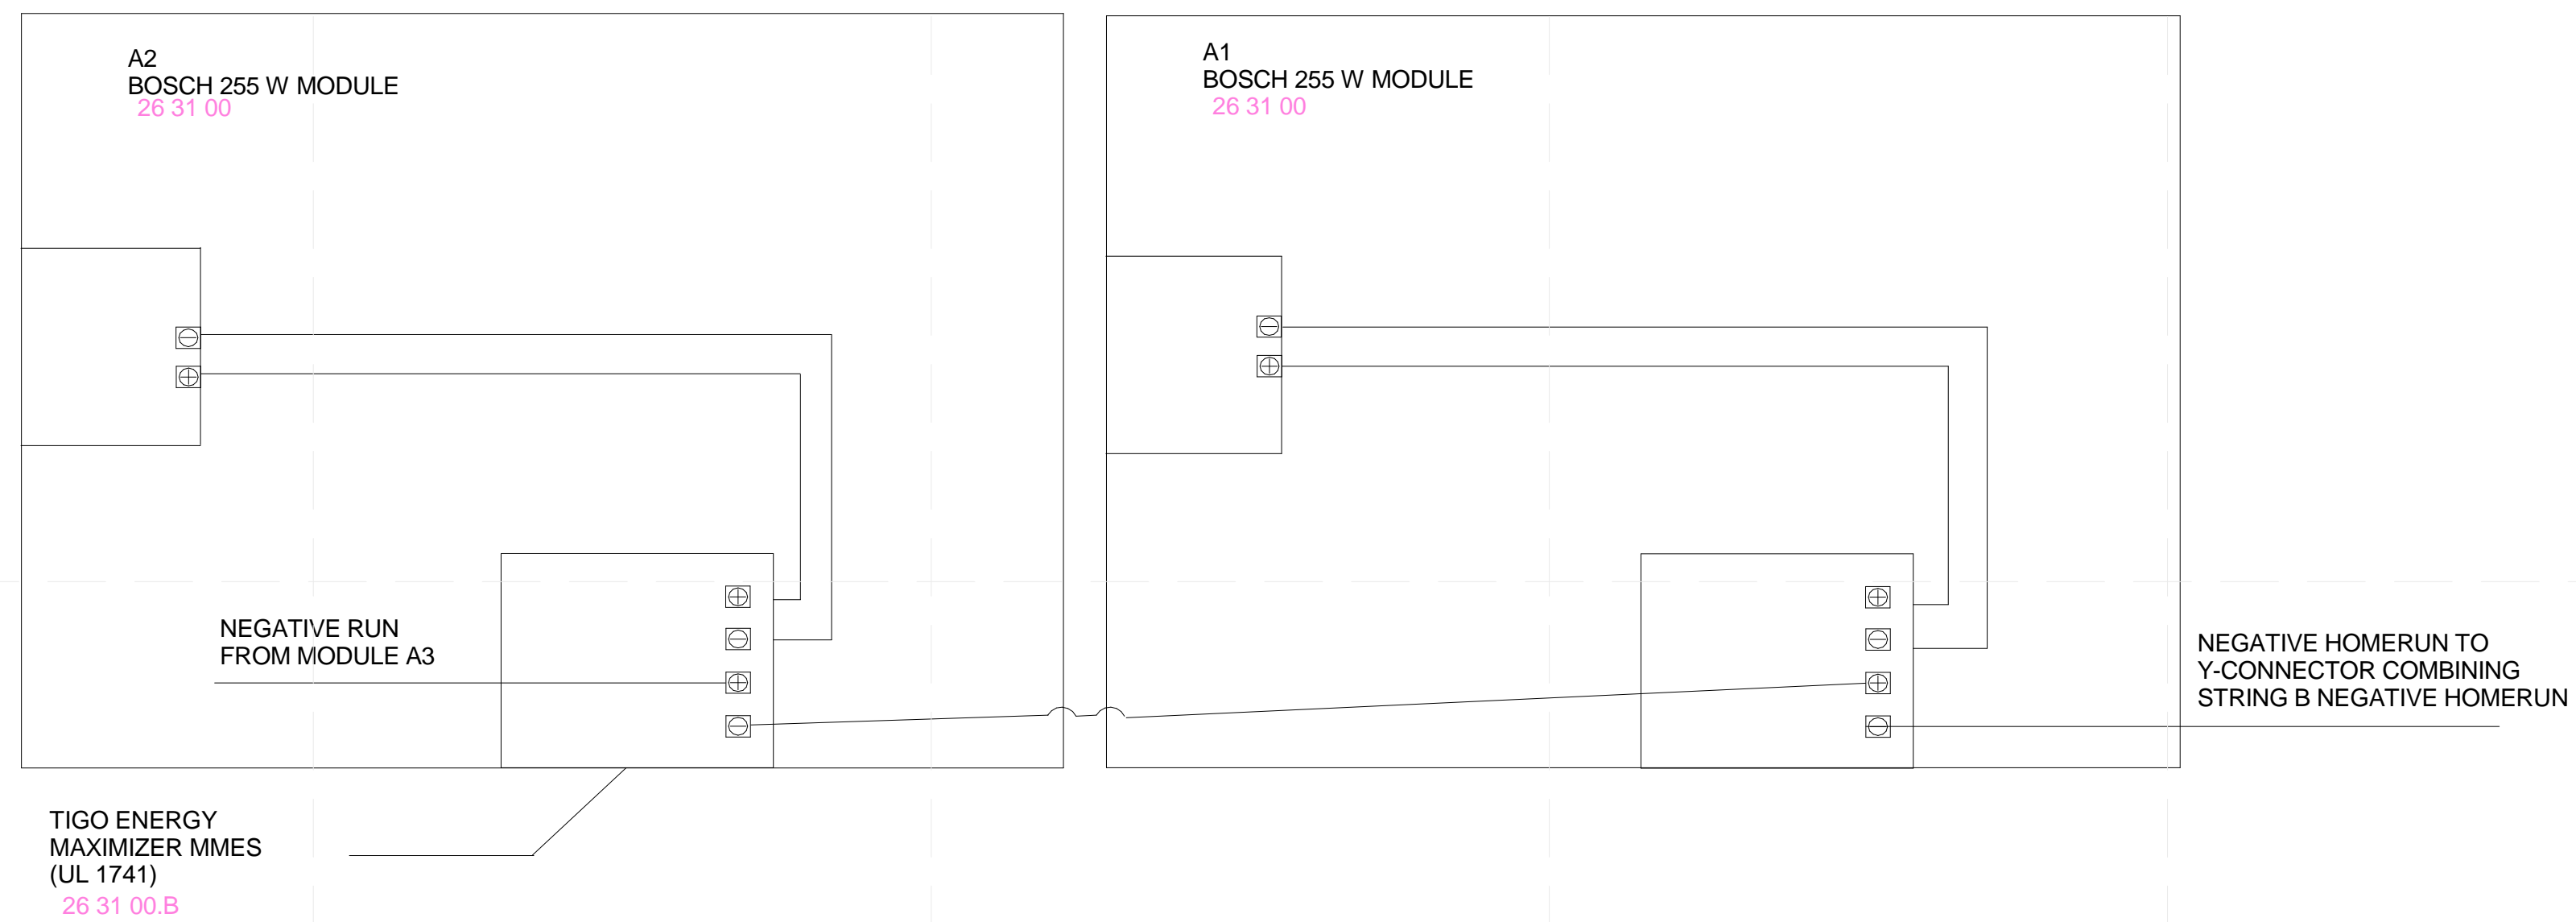 A2
BOSCH 255 W MODULE
26 31 00
A1
BOSCH 255 W MODULE
26 31 00
NEGATIVE RUN
FROM MODULE A3
NEGATIVE HOMERUN TO
Y-CONNECTOR COMBINING
STRING B NEGATIVE HOMERUN
TIGO ENERGY
MAXIMIZER MMES
(UL 1741)
26 31 00.B